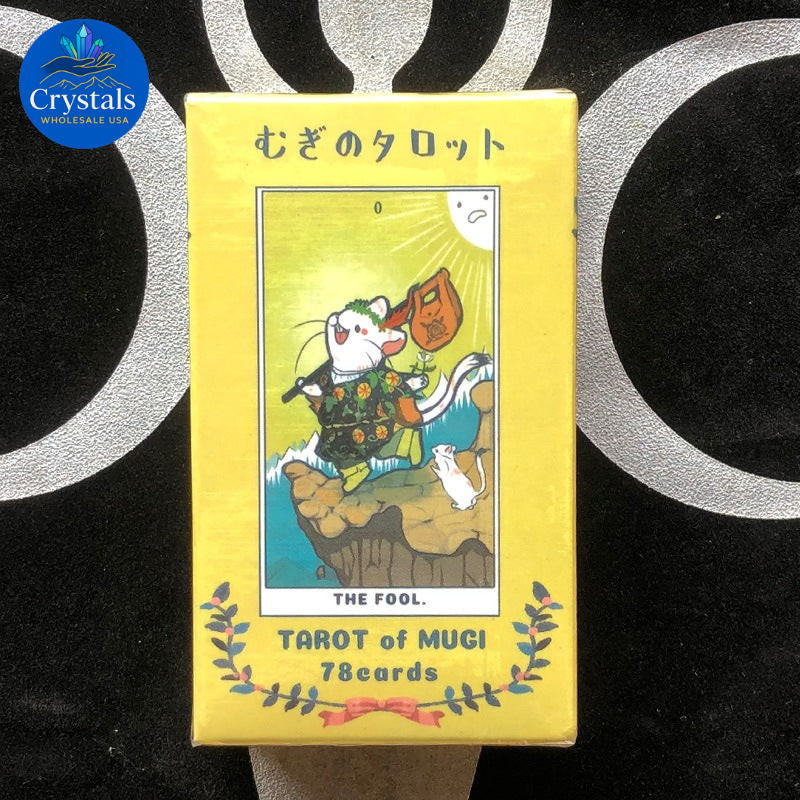 Crystals
WHOLESALE USA
むぎのタロット
0
THE FOOL.
TAROT of MUGI
78cards